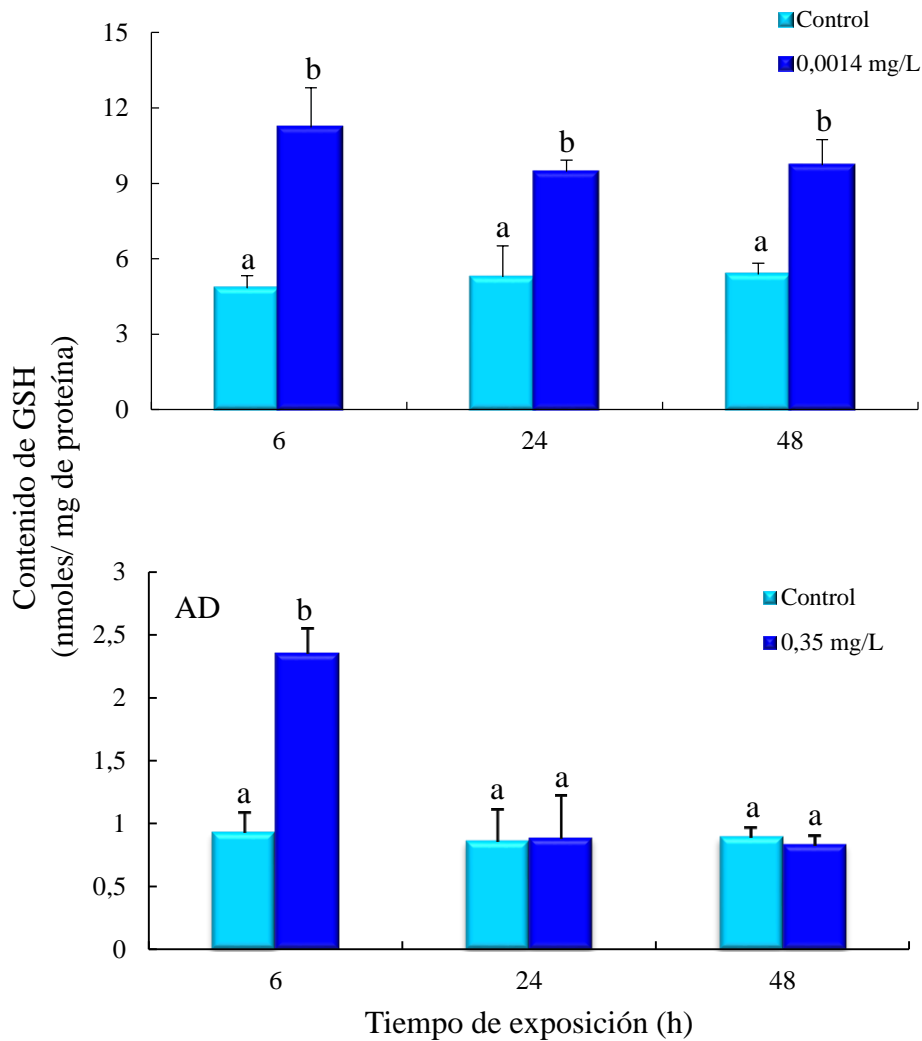 Contenido de GSH
(nmoles/ mg de proteína)
15
12
9
6
3
0
Control
0,0014 mg/L
a
b
a
b
a
b
6
24
48
3
2,5
2
1,5
1
0,5
0
AD
Control
0,35 mg/L
a
b
a
a
a
a
6
24
48
Tiempo de exposición (h)